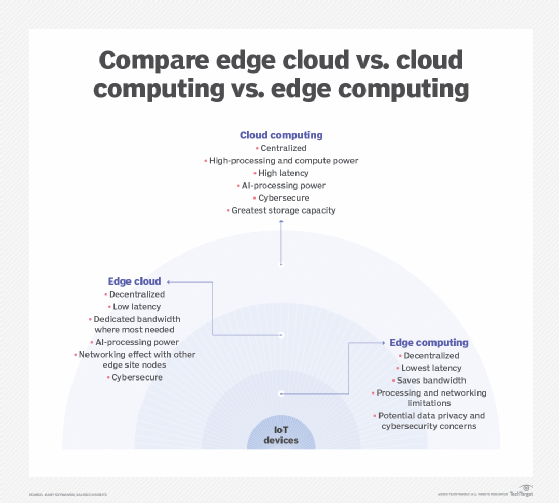 Compare edge cloud vs. cloud
computing vs. edge computing
Cloud computing
• Centralized
• High-processing and compute power
• High latency
• AI-processing power
• Cybersecure
• Greatest storage capacity
Edge cloud
• Decentralized
• Low latency
• Dedicated bandwidth
where most needed
• AI-processing power
• Networking effect with other
edge site nodes
• Cybersecure
Edge computing
• Decentralized
• Lowest latency
• Saves bandwidth
• Processing and networking
limitations
• Potential data privacy and
cybersecurity concerns
IoT
devices
TechTarget